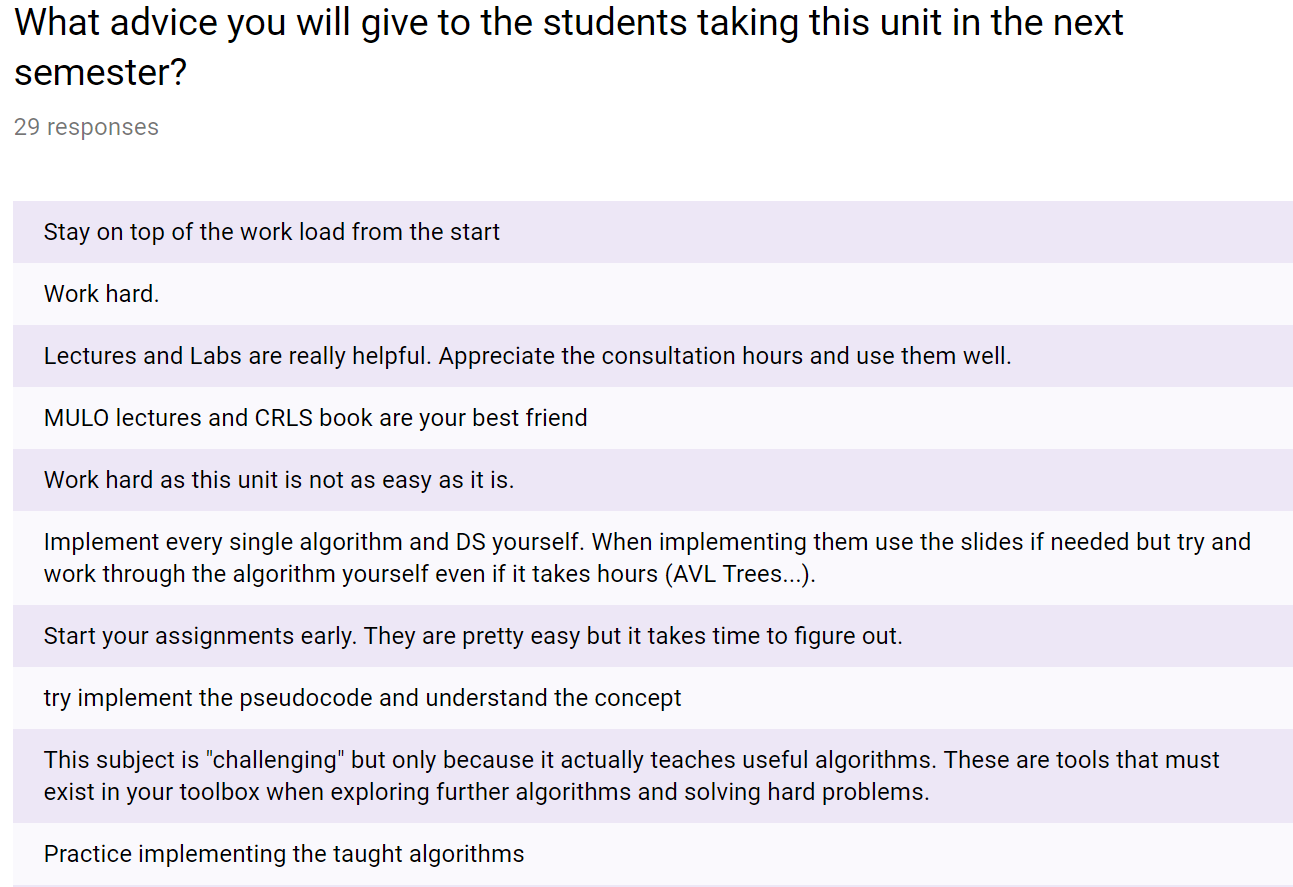 What advice you will give to the students taking this unit in the next
semester?
29 responses
Stay on top of the work load from the start
Work hard.
Lectures and Labs are really helpful. Appreciate the consultation hours and use them well.
MULO lectures and CRLS book are your best friend
Work hard as this unit is not as easy as it is.
Implement every single algorithm and DS yourself. When implementing them use the slides if needed but try and
work through the algorithm yourself even if it takes hours (AVL Trees...).
Start your assignments early. They are pretty easy but it takes time to figure out.
try implement the pseudocode and understand the concept
This subject is "challenging" but only because it actually teaches useful algorithms. These are tools that must
exist in your toolbox when exploring further algorithms and solving hard problems.
Practice implementing the taught algorithms